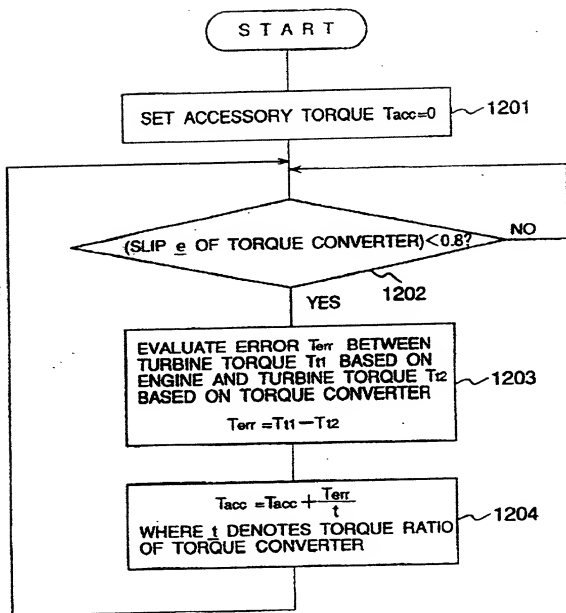 START
SET ACCESSORY TORQUE Tacc=0
1201
(SLIP e OF TORQUE CONVERTER)<0.8?
NO
1202
YES
EVALUATE ERROR Terr BETWEEN
TURBINE TORQUE Tt1 BASED ON
ENGINE AND TURBINE TORQUE Tt2
BASED ON TORQUE CONVERTER
Terr=Tt1-Tt2
1203
Tacc=Tacc+Terr/t
WHERE t DENOTES TORQUE RATIO
OF TORQUE CONVERTER
1204